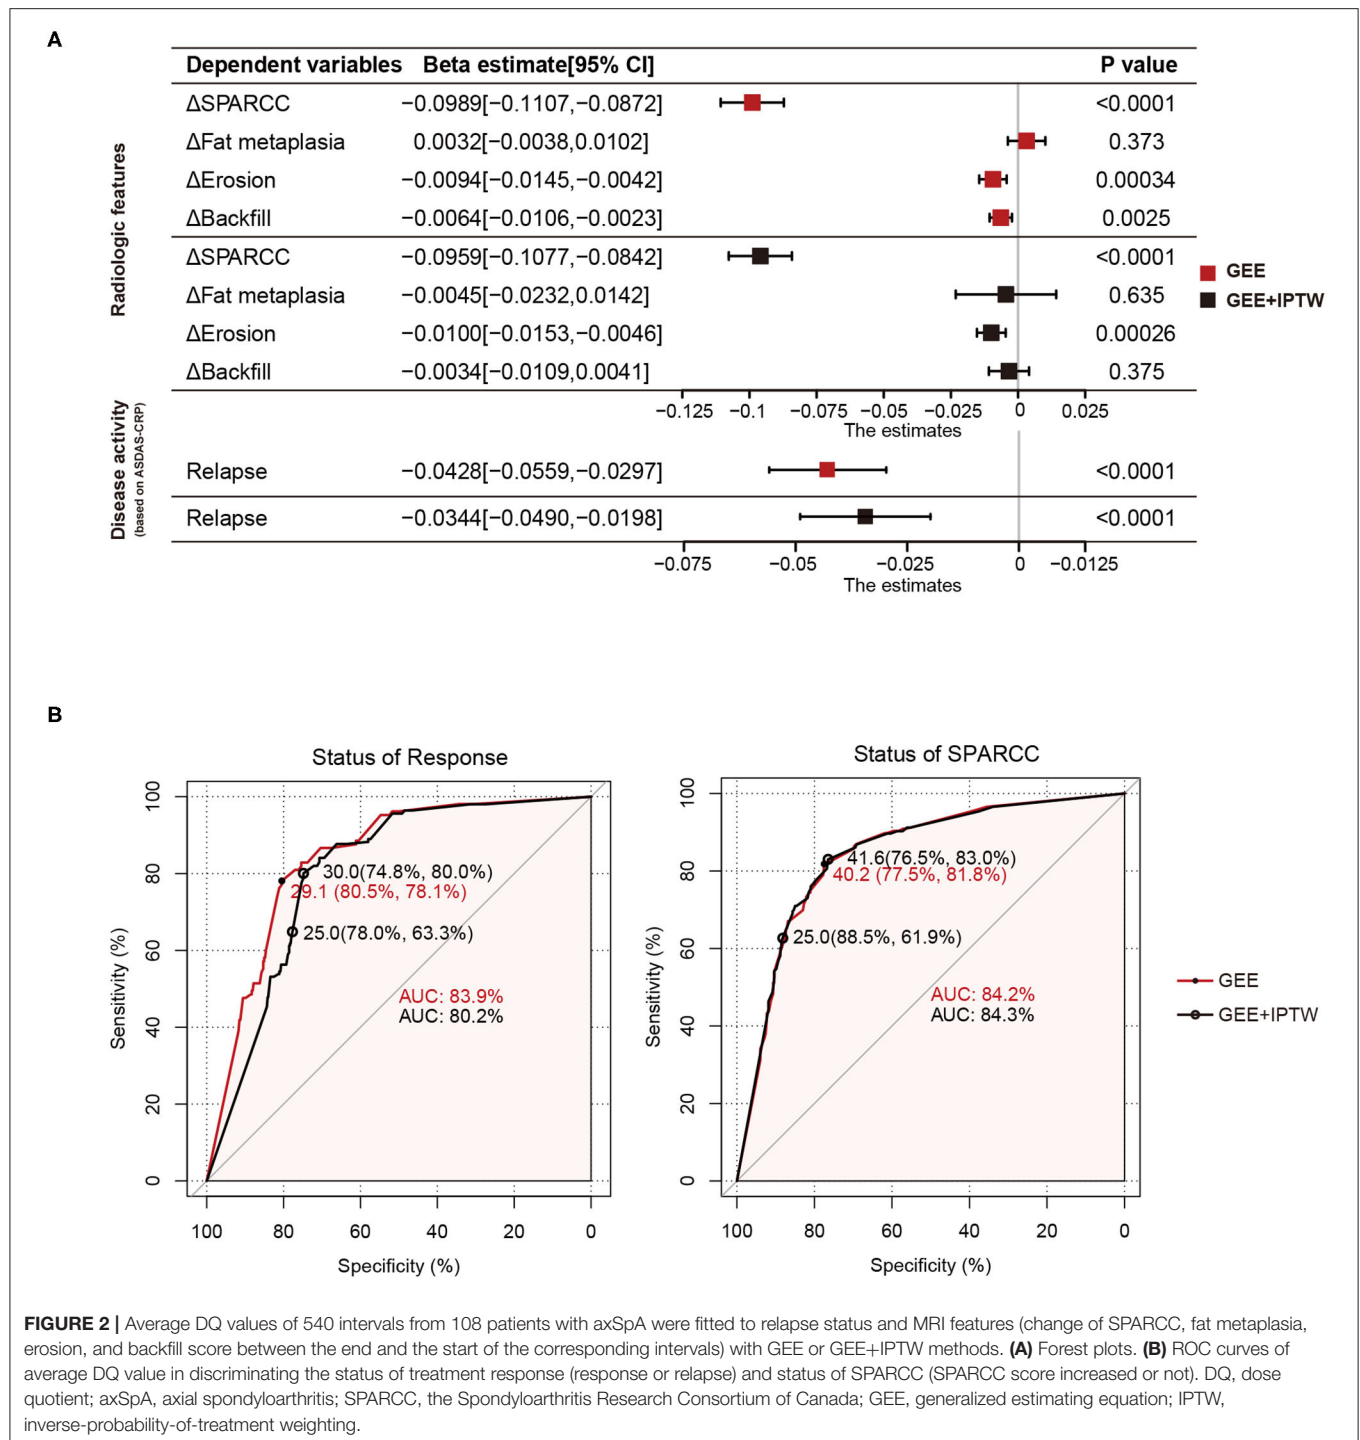 A
Dependent variables Beta estimate[95% CI] P value
Radiologic features
ΔSPARCC −0.0989[−0.1107,−0.0872] <0.0001
ΔFat metaplasia 0.0032[−0.0038,0.0102] 0.373
ΔErosion −0.0094[−0.0145,−0.0042] 0.00034
ΔBackfill −0.0064[−0.0106,−0.0023] 0.0025
ΔSPARCC −0.0959[−0.1077,−0.0842] <0.0001
ΔFat metaplasia −0.0045[−0.0232,0.0142] 0.635
ΔErosion −0.0100[−0.0153,−0.0046] 0.00026
ΔBackfill −0.0034[−0.0109,0.0041] 0.375
GEE
GEE+IPTW
−0.125 −0.1 −0.075 −0.05 −0.025 0 0.025
The estimates
Disease activity
(based on ASDAS-CRP)
Relapse −0.0428[−0.0559,−0.0297] <0.0001
Relapse −0.0344[−0.0490,−0.0198] <0.0001
−0.075 −0.05 −0.025 0 −0.0125
The estimates
B
Status of Response
Sensitivity (%)
100
80
60
40
20
0
30.0(74.8%, 80.0%)
29.1 (80.5%, 78.1%)
25.0(78.0%, 63.3%)
AUC: 83.9%
AUC: 80.2%
100 80 60 40 20 0
Specificity (%)
Status of SPARCC
Sensitivity (%)
100
80
60
40
20
0
41.6(76.5%, 83.0%)
40.2 (77.5%, 81.8%)
25.0(88.5%, 61.9%)
AUC: 84.2%
AUC: 84.3%
100 80 60 40 20 0
Specificity (%)
GEE
GEE+IPTW
FIGURE 2 | Average DQ values of 540 intervals from 108 patients with axSpA were fitted to relapse status and MRI features (change of SPARCC, fat metaplasia,
erosion, and backfill score between the end and the start of the corresponding intervals) with GEE or GEE+IPTW methods. (A) Forest plots. (B) ROC curves of
average DQ value in discriminating the status of treatment response (response or relapse) and status of SPARCC (SPARCC score increased or not). DQ, dose
quotient; axSpA, axial spondyloarthritis; SPARCC, the Spondyloarthritis Research Consortium of Canada; GEE, generalized estimating equation; IPTW,
inverse-probability-of-treatment weighting.